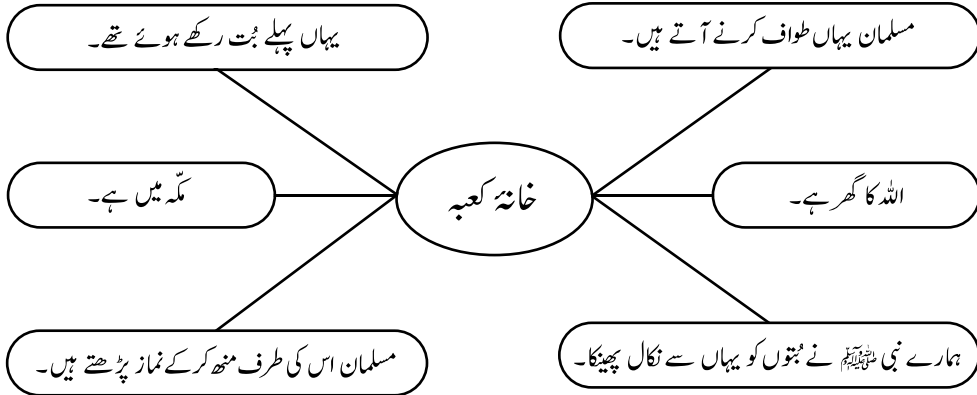 مسلمان یہاں طواف کرنے آتے ہیں۔
یہاں پہلے بُت رکھے ہوئے تھے۔
خانۂ کعبہ
اللہ کا گھر ہے۔
مکّہ میں ہے۔
ہمارے نبی ﷺ نے بُتوں کو یہاں سے نکال پھینکا۔
مسلمان اس کی طرف منھ کر کے نماز پڑھتے ہیں۔